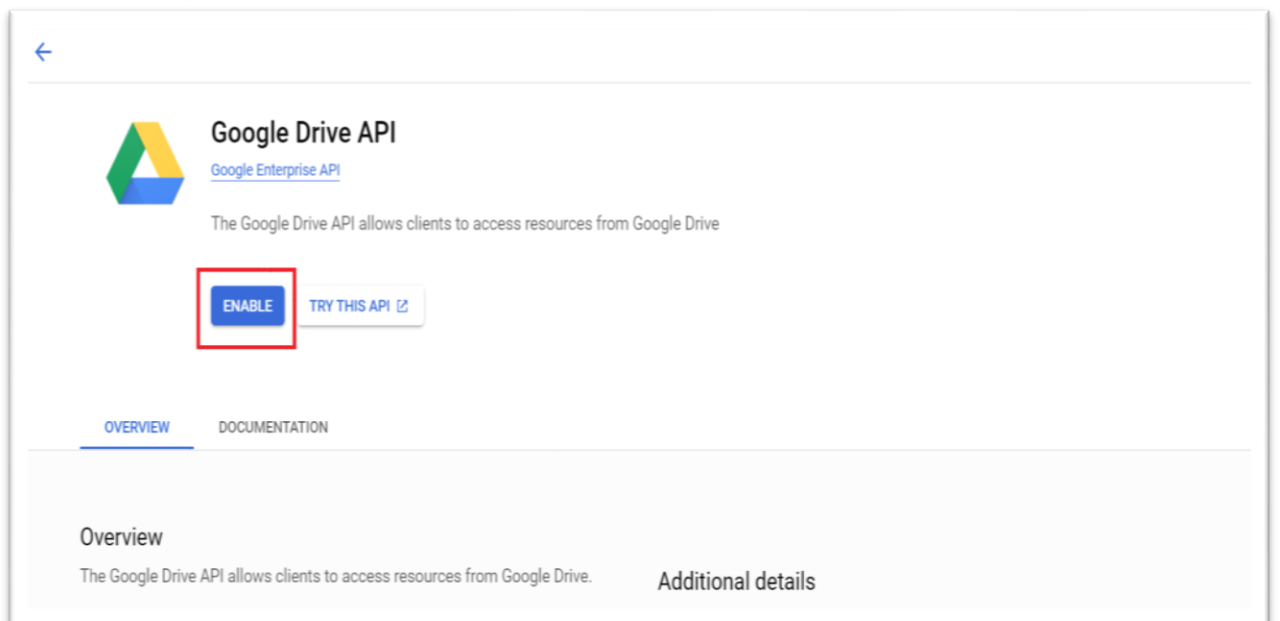 Google Drive API
Google Enterprise API
The Google Drive API allows clients to access resources from Google Drive
ENABLE
TRY THIS API
OVERVIEW
DOCUMENTATION
Overview
The Google Drive API allows clients to access resources from Google Drive.
Additional details